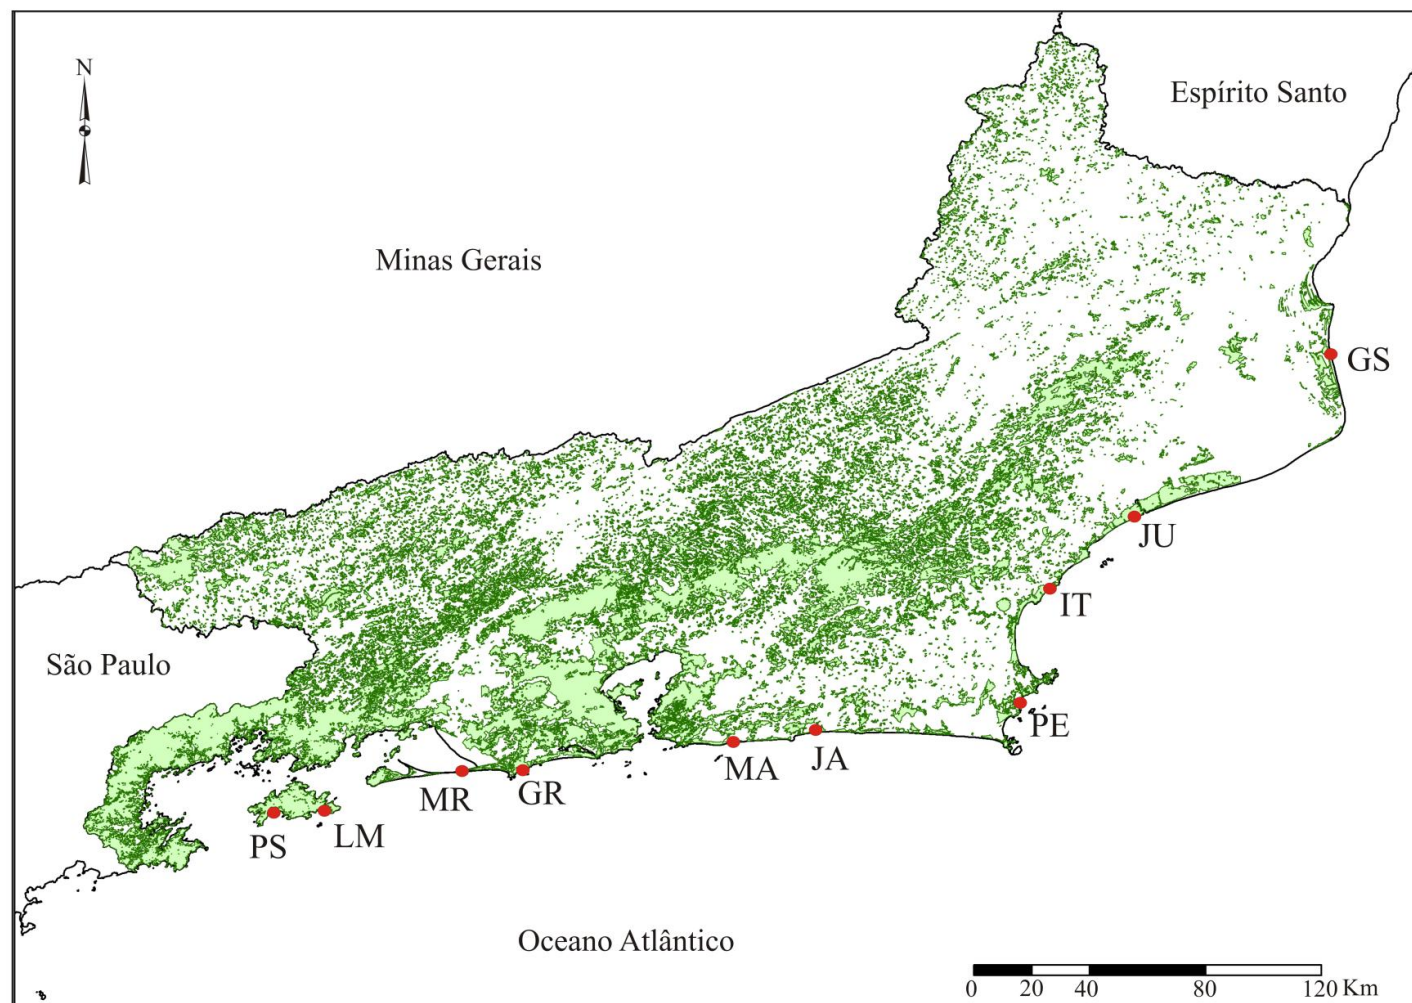 N
Espírito Santo
Minas Gerais
GS
JU
IT
São Paulo
PE
MA
JA
MR
GR
PS
LM
Oceano Atlântico
0 20 40 80 120 Km